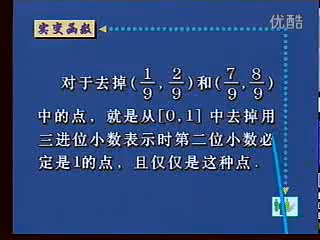 实变函数
优酷
对于去掉(1/9, 2/9)和(7/9, 8/9)
中的点，就是从[0,1]中去掉用
三进位小数表示时第二位小数必
定是1的点，且仅仅是这种点.